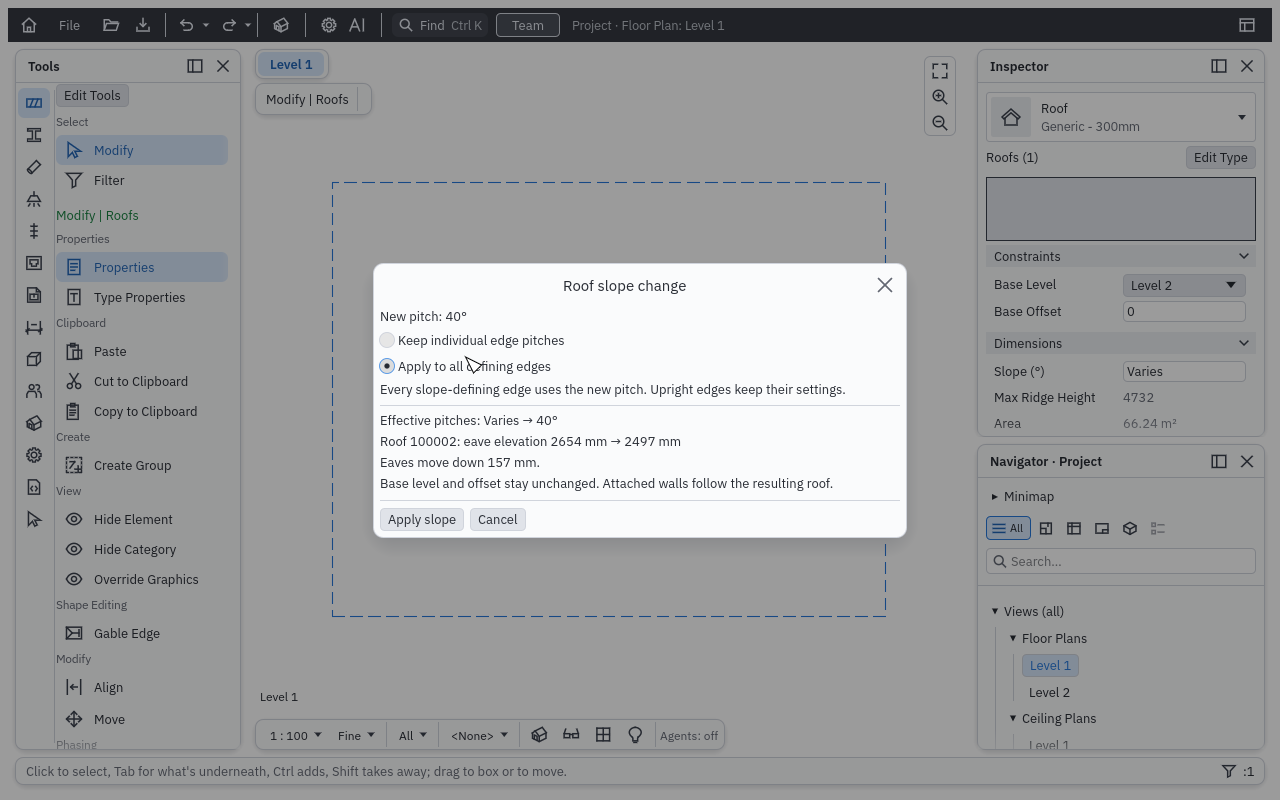 File
Find Ctrl K
Team
Project · Floor Plan: Level 1
Tools
Edit Tools
Select
Modify
Filter
Modify | Roofs
Properties
Properties
Type Properties
Clipboard
Paste
Cut to Clipboard
Copy to Clipboard
Create
Create Group
View
Hide Element
Hide Category
Override Graphics
Shape Editing
Gable Edge
Modify
Align
Move
Phasing
Level 1
Modify | Roofs
Roof slope change
New pitch: 40°
Keep individual edge pitches
Apply to all defining edges
Every slope-defining edge uses the new pitch. Upright edges keep their settings.
Effective pitches: Varies → 40°
Roof 100002: eave elevation 2654 mm → 2497 mm
Eaves move down 157 mm.
Base level and offset stay unchanged. Attached walls follow the resulting roof.
Apply slope
Cancel
Level 1
1 : 100
Fine
All
<None>
Agents: off
Inspector
Roof
Generic - 300mm
Roofs (1)
Edit Type
Constraints
Base Level
Level 2
Base Offset
0
Dimensions
Slope (°)
Varies
Max Ridge Height
4732
Area
66.24 m²
Navigator · Project
Minimap
All
Search...
Views (all)
Floor Plans
Level 1
Level 2
Ceiling Plans
Level 1
Click to select, Tab for what's underneath, Ctrl adds, Shift takes away; drag to box or to move.
:1